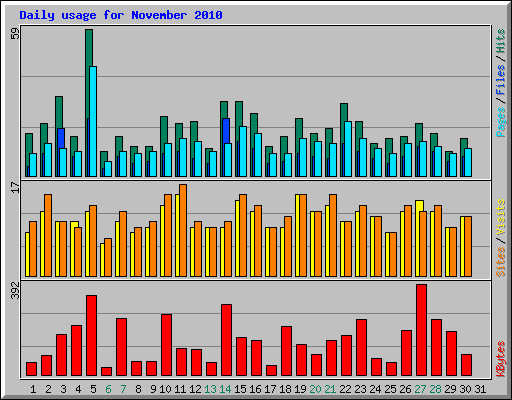 Daily usage for November 2010
59
Pages / Files / Hits
17
Sites / Visits
392
KBytes
1 2 3 4 5 6 7 8 9 10 11 12 13 14 15 16 17 18 19 20 21 22 23 24 25 26 27 28 29 30 31